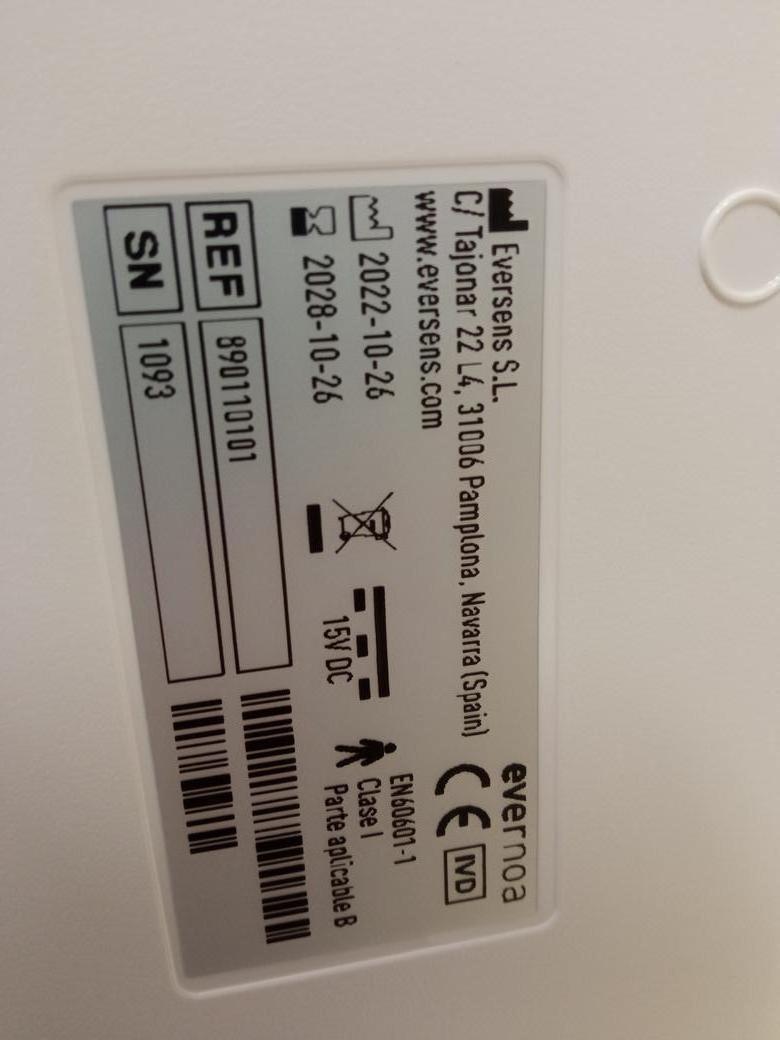 Eversens S.L.
C/ Tajonar 22 L4, 31006 Pamplona, Navarra (Spain)
www.eversens.com
evernoa
CE IVD
2022-10-26
2028-10-26
15V DC
EN60601-1
Clase I
Parte aplicable B
REF 890110101
SN 1093